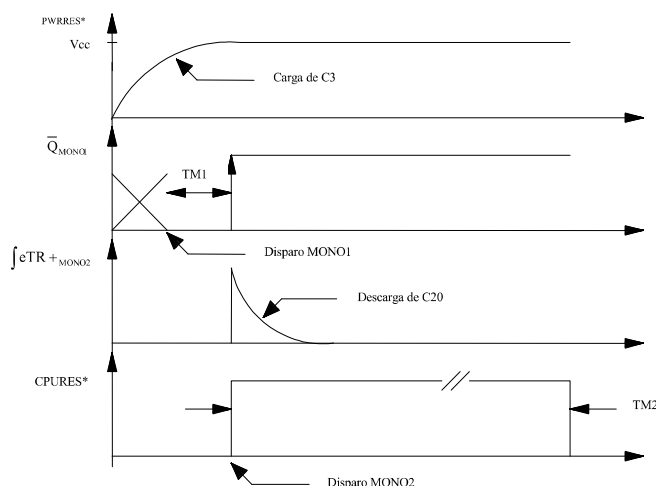 PWRRES*
Vcc
Carga de C3
Q̅ MONO1
TM1
Disparo MONO1
∫eTR + MONO2
Descarga de C20
CPURES*
TM2
Disparo MONO2